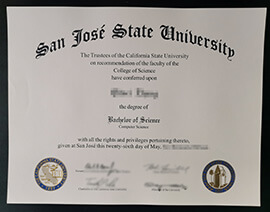 San José State University
The Trustees of the California State University
on recommendation of the faculty of the
College of Science
have conferred upon
the degree of
Bachelor of Science
Computer Science
with all the rights and privileges pertaining thereto,
given at San José this twenty-sixth day of May,